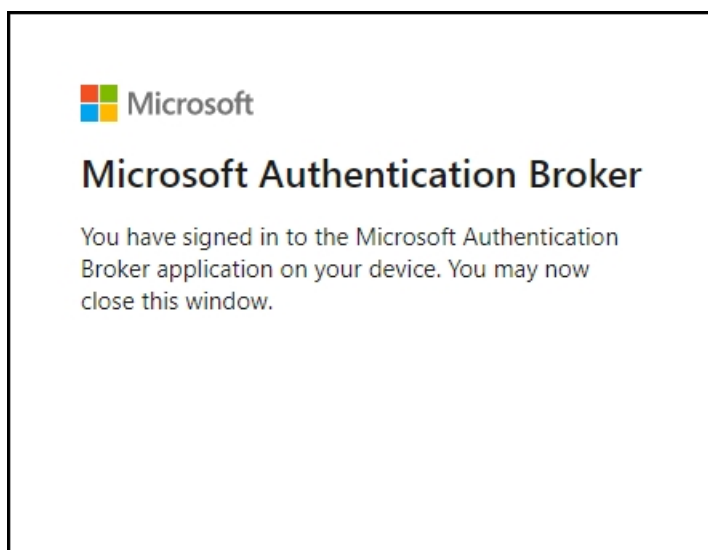 Microsoft
Microsoft Authentication Broker
You have signed in to the Microsoft Authentication
Broker application on your device. You may now
close this window.